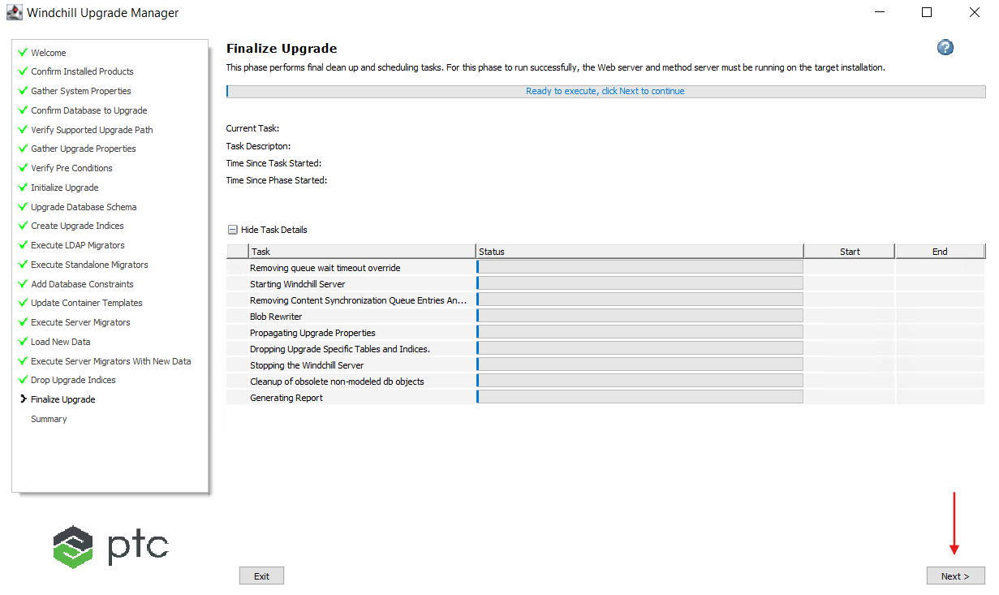 Windchill Upgrade Manager
Welcome
Confirm Installed Products
Gather System Properties
Confirm Database to Upgrade
Verify Supported Upgrade Path
Gather Upgrade Properties
Verify Pre Conditions
Initialize Upgrade
Upgrade Database Schema
Create Upgrade Indices
Execute LDAP Migrators
Execute Standalone Migrators
Add Database Constraints
Update Container Templates
Execute Server Migrators
Load New Data
Execute Server Migrators With New Data
Drop Upgrade Indices
Finalize Upgrade
Summary
ptc
Finalize Upgrade
?
This phase performs final clean up and scheduling tasks. For this phase to run successfully, the Web server and method server must be running on the target installation.
Ready to execute, click Next to continue
Current Task:
Task Descripton:
Time Since Task Started:
Time Since Phase Started:
Hide Task Details
Task Status Start End
Removing queue wait timeout override
Starting Windchill Server
Removing Content Synchronization Queue Entries An...
Blob Rewriter
Propagating Upgrade Properties
Dropping Upgrade Specific Tables and Indices.
Stopping the Windchill Server
Cleanup of obsolete non-modeled db objects
Generating Report
Exit
Next >